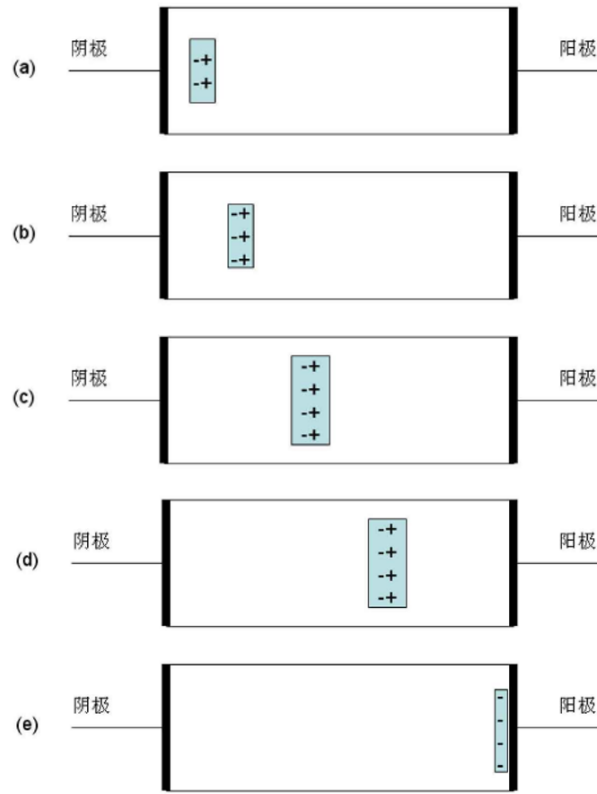 (a) 阴极 -+ -+ 阳极
(b) 阴极 -+ -+ -+ 阳极
(c) 阴极 -+ -+ -+ -+ 阳极
(d) 阴极 -+ -+ -+ -+ 阳极
(e) 阴极 - - - - 阳极